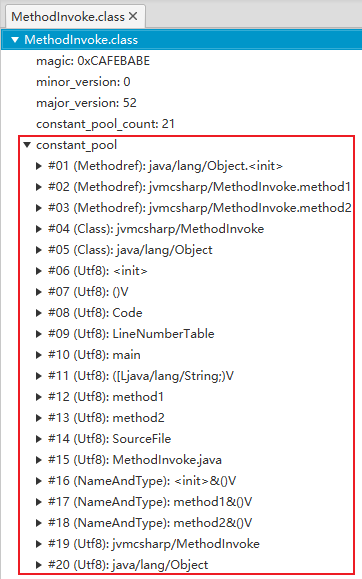 MethodInvoke.class
MethodInvoke.class
magic: 0xCAFEBABE
minor_version: 0
major_version: 52
constant_pool_count: 21
constant_pool
#01 (Methodref): java/lang/Object.<init>
#02 (Methodref): jvmcsharp/MethodInvoke.method1
#03 (Methodref): jvmcsharp/MethodInvoke.method2
#04 (Class): jvmcsharp/MethodInvoke
#05 (Class): java/lang/Object
#06 (Utf8): <init>
#07 (Utf8): ()V
#08 (Utf8): Code
#09 (Utf8): LineNumberTable
#10 (Utf8): main
#11 (Utf8): ([Ljava/lang/String;)V
#12 (Utf8): method1
#13 (Utf8): method2
#14 (Utf8): SourceFile
#15 (Utf8): MethodInvoke.java
#16 (NameAndType): <init>&()V
#17 (NameAndType): method1&()V
#18 (NameAndType): method2&()V
#19 (Utf8): jvmcsharp/MethodInvoke
#20 (Utf8): java/lang/Object